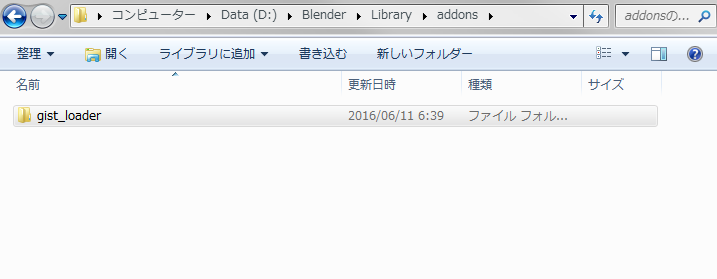 コンピューター ▸ Data (D:) ▸ Blender ▸ Library ▸ addons ▸ addonsの...
整理 ▾ 開く ライブラリに追加 ▾ 書き込む 新しいフォルダー
名前 更新日時 種類 サイズ
gist_loader 2016/06/11 6:39 ファイル フォル...